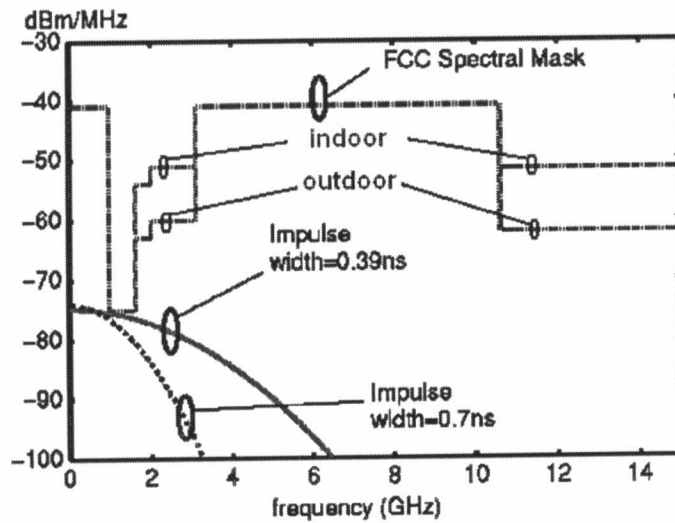 dBm/MHz
-30
FCC Spectral Mask
-40
indoor
-50
outdoor
-60
Impulse
width=0.39ns
-70
-80
Impulse
width=0.7ns
-90
-100
0 2 4 6 8 10 12 14
frequency (GHz)